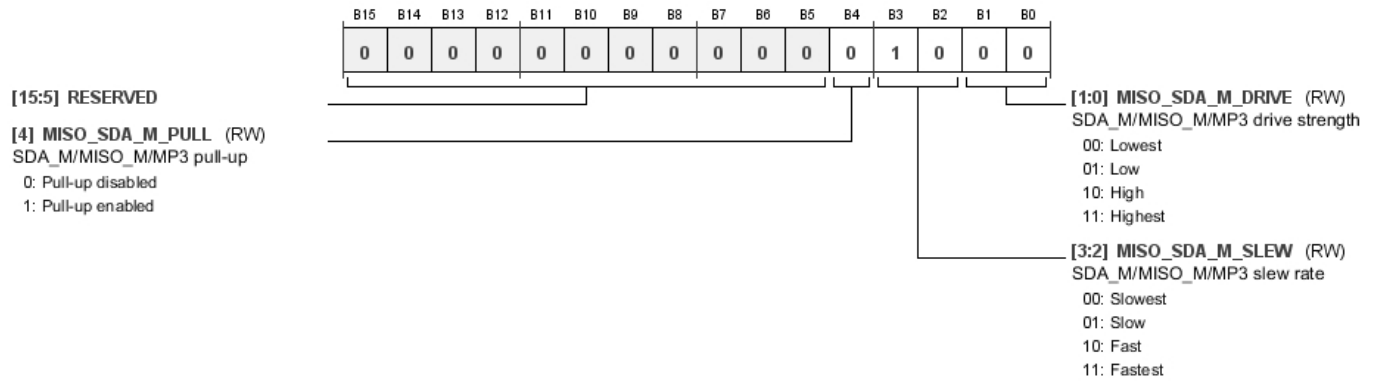 B15 B14 B13 B12 B11 B10 B9 B8 B7 B6 B5 B4 B3 B2 B1 B0
0 0 0 0 0 0 0 0 0 0 0 0 1 0 0 0
[15:5] RESERVED
[4] MISO_SDA_M_PULL (RW)
SDA_M/MISO_M/MP3 pull-up
0: Pull-up disabled
1: Pull-up enabled
[1:0] MISO_SDA_M_DRIVE (RW)
SDA_M/MISO_M/MP3 drive strength
00: Lowest
01: Low
10: High
11: Highest
[3:2] MISO_SDA_M_SLEW (RW)
SDA_M/MISO_M/MP3 slew rate
00: Slowest
01: Slow
10: Fast
11: Fastest